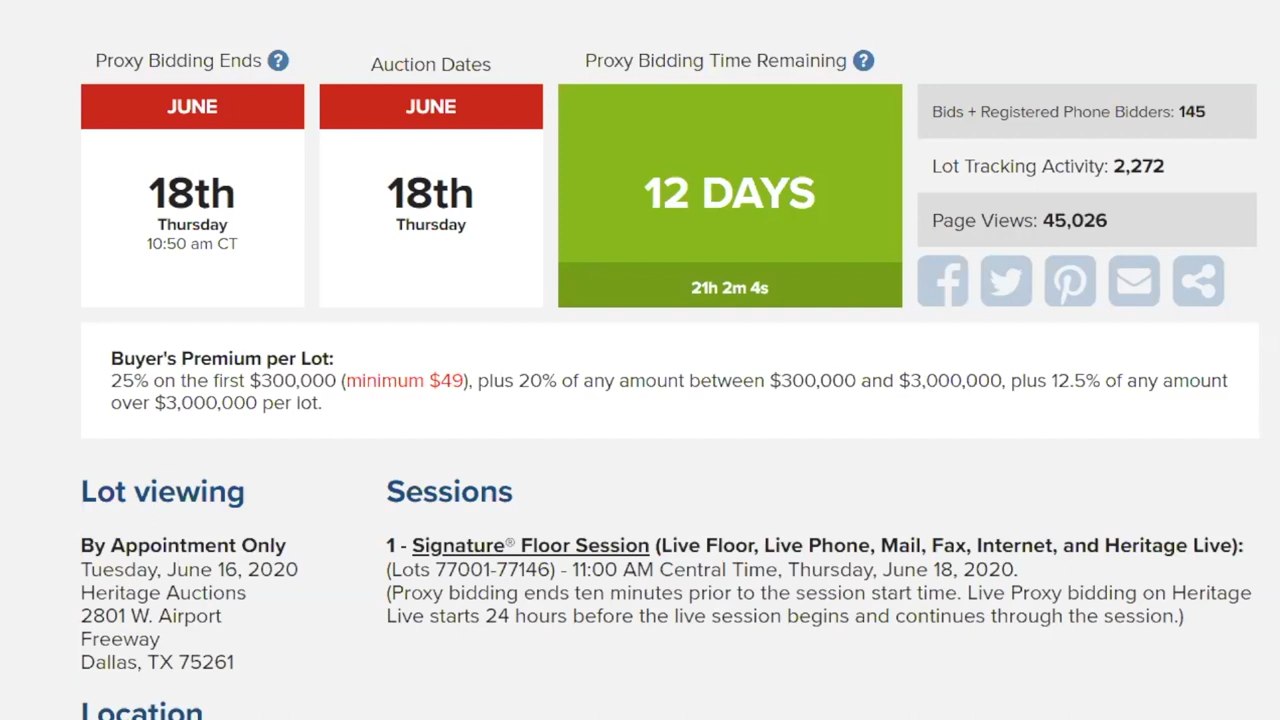 Proxy Bidding Ends ?
Auction Dates
Proxy Bidding Time Remaining ?
JUNE
18th
Thursday
10:50 am CT
JUNE
18th
Thursday
12 DAYS
21h 2m 4s
Bids + Registered Phone Bidders: 145
Lot Tracking Activity: 2,272
Page Views: 45,026
Buyer's Premium per Lot:
25% on the first $300,000 (minimum $49), plus 20% of any amount between $300,000 and $3,000,000, plus 12.5% of any amount
over $3,000,000 per lot.
Lot viewing
By Appointment Only
Tuesday, June 16, 2020
Heritage Auctions
2801 W. Airport
Freeway
Dallas, TX 75261
Sessions
1 - Signature® Floor Session (Live Floor, Live Phone, Mail, Fax, Internet, and Heritage Live):
(Lots 77001-77146) - 11:00 AM Central Time, Thursday, June 18, 2020.
(Proxy bidding ends ten minutes prior to the session start time. Live Proxy bidding on Heritage
Live starts 24 hours before the live session begins and continues through the session.)
Location